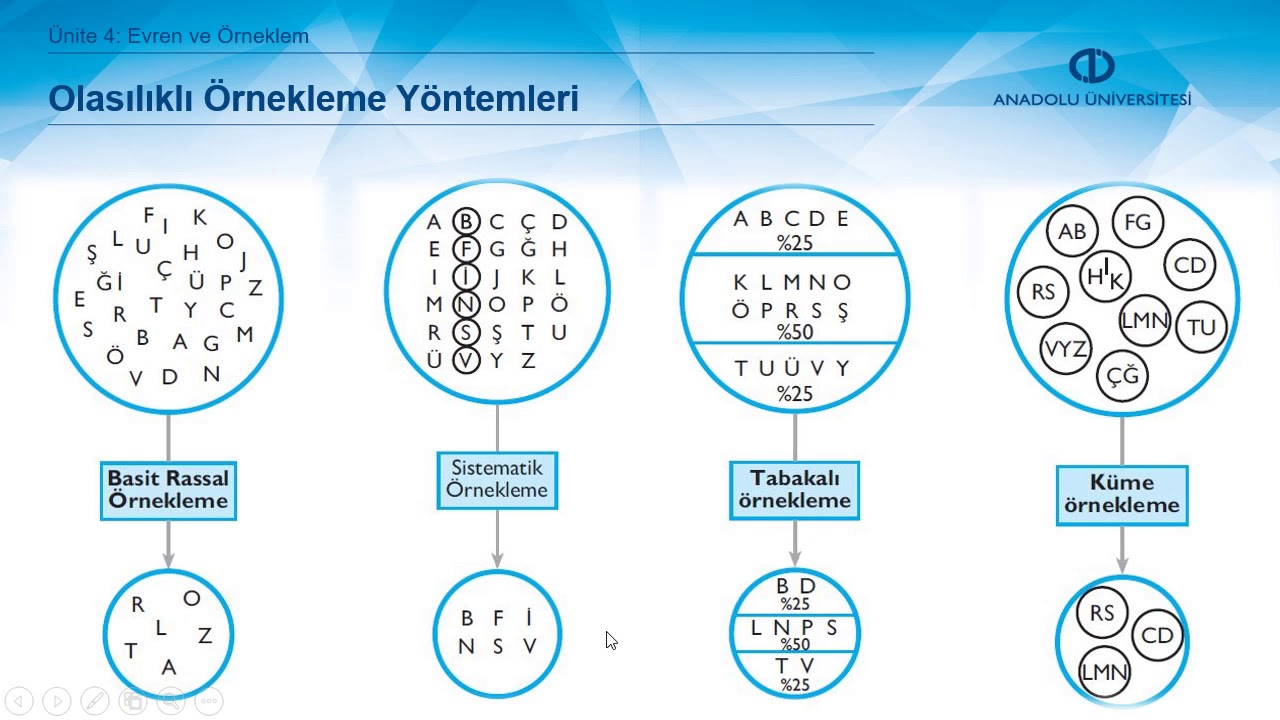 Ünite 4: Evren ve Örneklem
Olasılıklı Örnekleme Yöntemleri
ANADOLU ÜNİVERSİTESİ
F I K
Ş L U H O J
Ğ İ Ç Ü P Z
E R T Y C
S B A G M
Ö V D N
Basit Rassal
Örnekleme
R O
L Z
T A
A B C Ç D
E F G Ğ H
I İ J K L
M N O P Ö
R S Ş T U
Ü V Y Z
Sistematik
Örnekleme
B F İ
N S V
A B C D E
%25
K L M N O
Ö P R S Ş
%50
T U Ü V Y
%25
Tabakalı
örnekleme
B D
%25
L N P S
%50
T V
%25
AB FG
HIK CD
RS LMN TU
VYZ ÇĞ
Küme
örnekleme
RS
CD
LMN